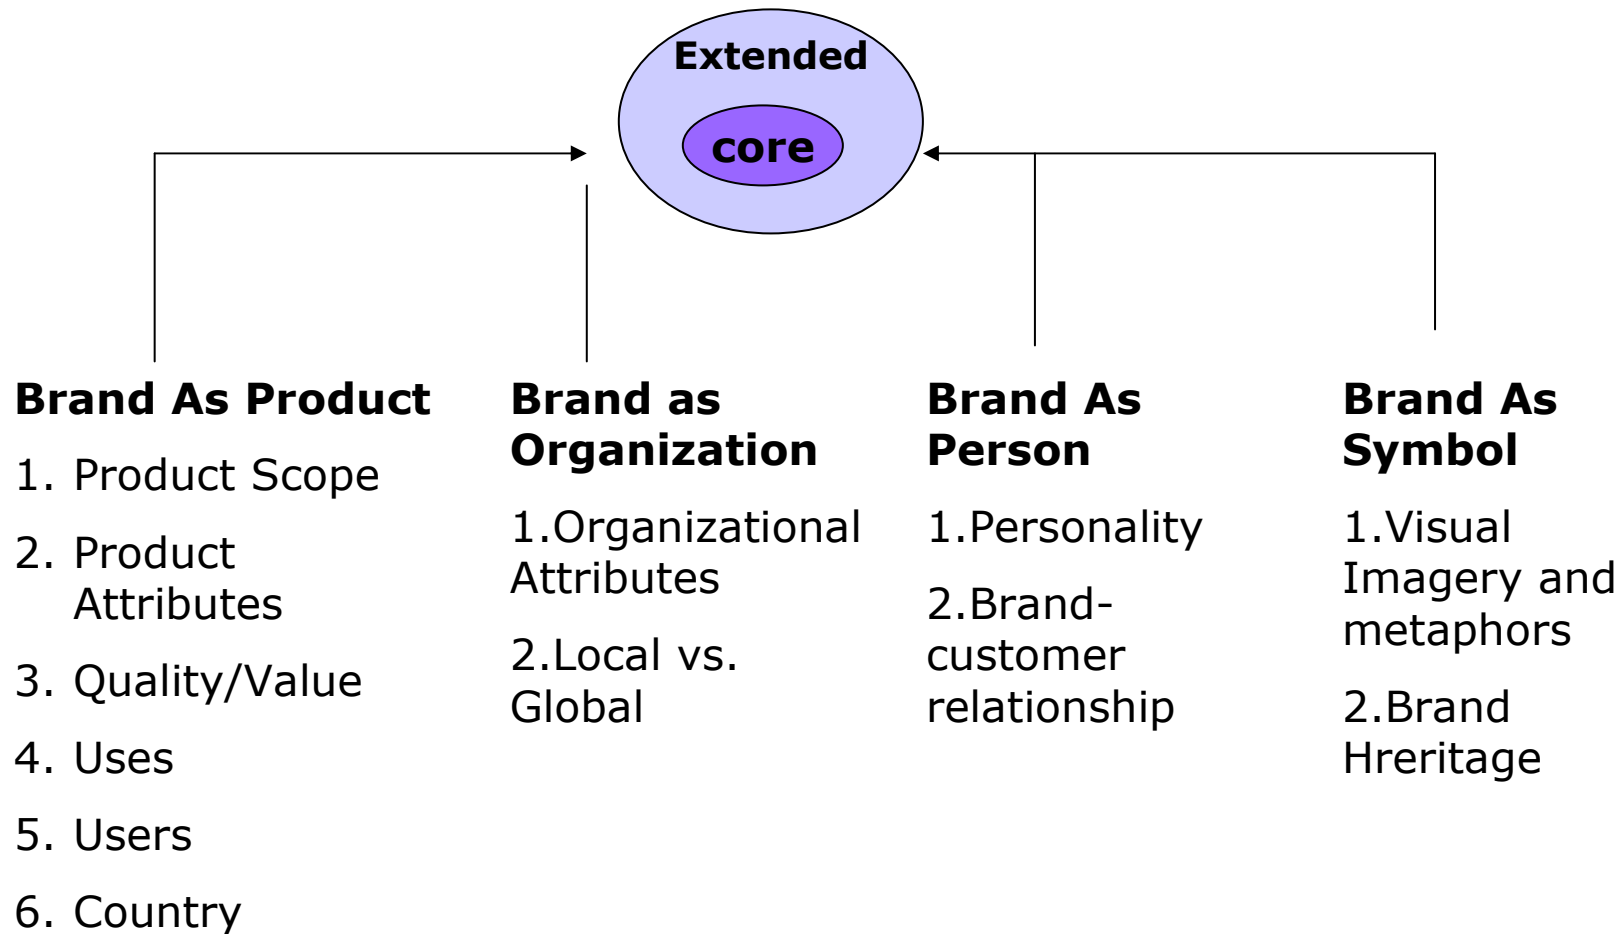 Extended
core
Brand As Product
1. Product Scope
2. Product
Attributes
3. Quality/Value
4. Uses
5. Users
6. Country
Brand as
Organization
1.Organizational
Attributes
2.Local vs.
Global
Brand As
Person
1.Personality
2.Brand-
customer
relationship
Brand As
Symbol
1.Visual
Imagery and
metaphors
2.Brand
Hreritage